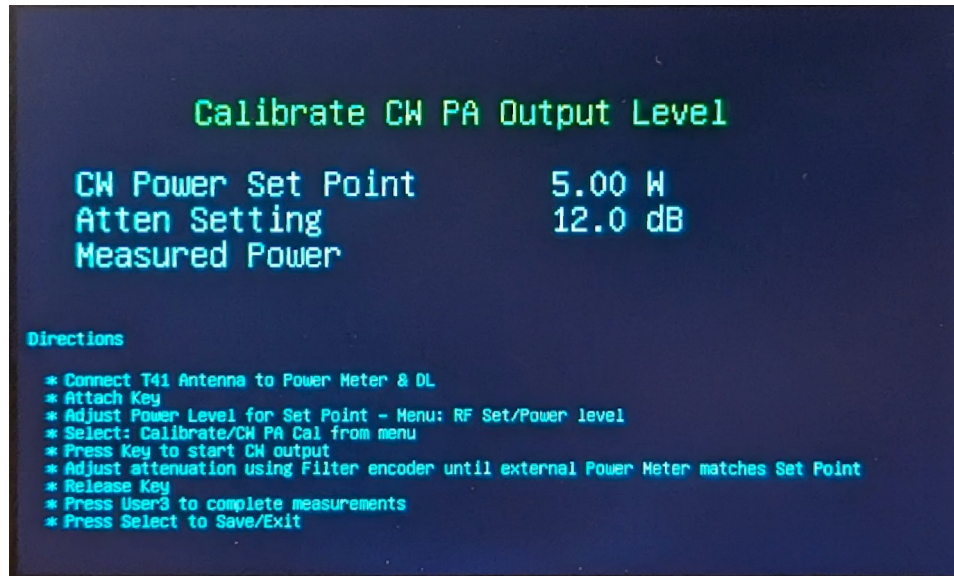 Calibrate CW PA Output Level
CW Power Set Point 5.00 W
Atten Setting 12.0 dB
Measured Power
Directions
* Connect T41 Antenna to Power Meter & DL
* Attach Key
* Adjust Power Level for Set Point - Menu: RF Set/Power level
* Select: Calibrate/CW PA Cal from menu
* Press Key to start CW output
* Adjust attenuation using Filter encoder until external Power Meter matches Set Point
* Release Key
* Press User3 to complete measurements
* Press Select to Save/Exit